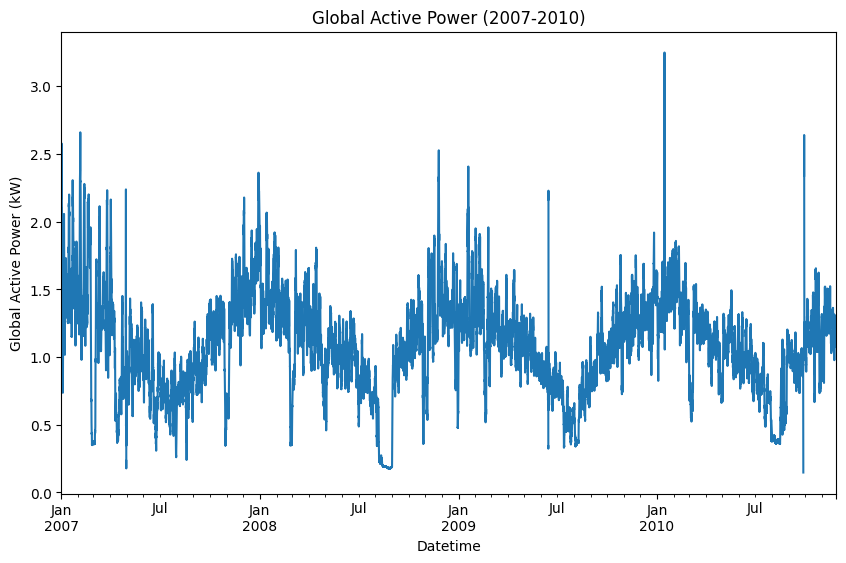 Global Active Power (2007-2010)
Global Active Power (kW)
3.0
2.5
2.0
1.5
1.0
0.5
0.0
Jan Jul Jan Jul Jan Jul Jan Jul
2007 2008 2009 2010
Datetime